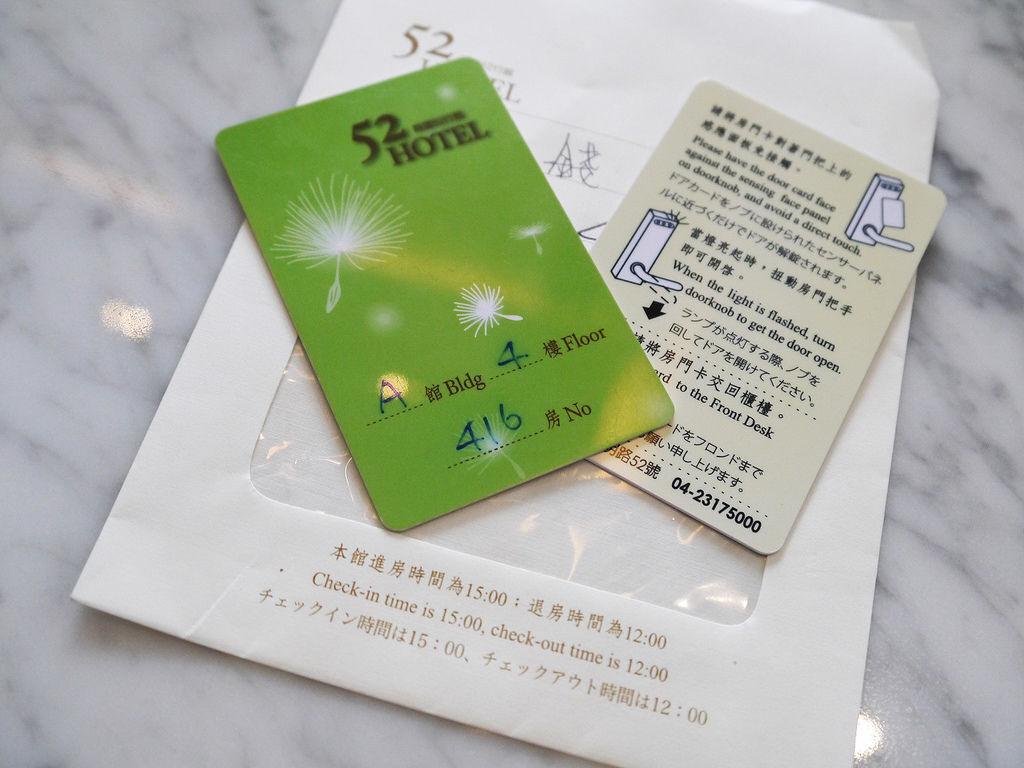 52
HOTEL
錢
52
HOTEL
A 館 Bldg 4 樓 Floor
416 房 No
請將房門卡對著門把上的
感應面板免接觸。
Please have the door card face
against the sensing face panel
on doorknob, and avoid a direct touch.
ドアカードをノブに設けられたセンサーパネ
ルに近づくだけでドアが解錠されます。
當燈亮起時，扭動房門把手
即可開啓。
When the light is flashed, turn
doorknob to get the door open.
ランプが点灯する際、ノブを
回してドアを開けてください。
將房門卡交回櫃檯。
to the Front Desk
ドをフロンドまで
願い申し上げます。
明路52號 04-23175000
本館進房時間為15:00；退房時間為12:00
Check-in time is 15:00, check-out time is 12:00
チェックイン時間は15：00、チェックアウト時間は12：00